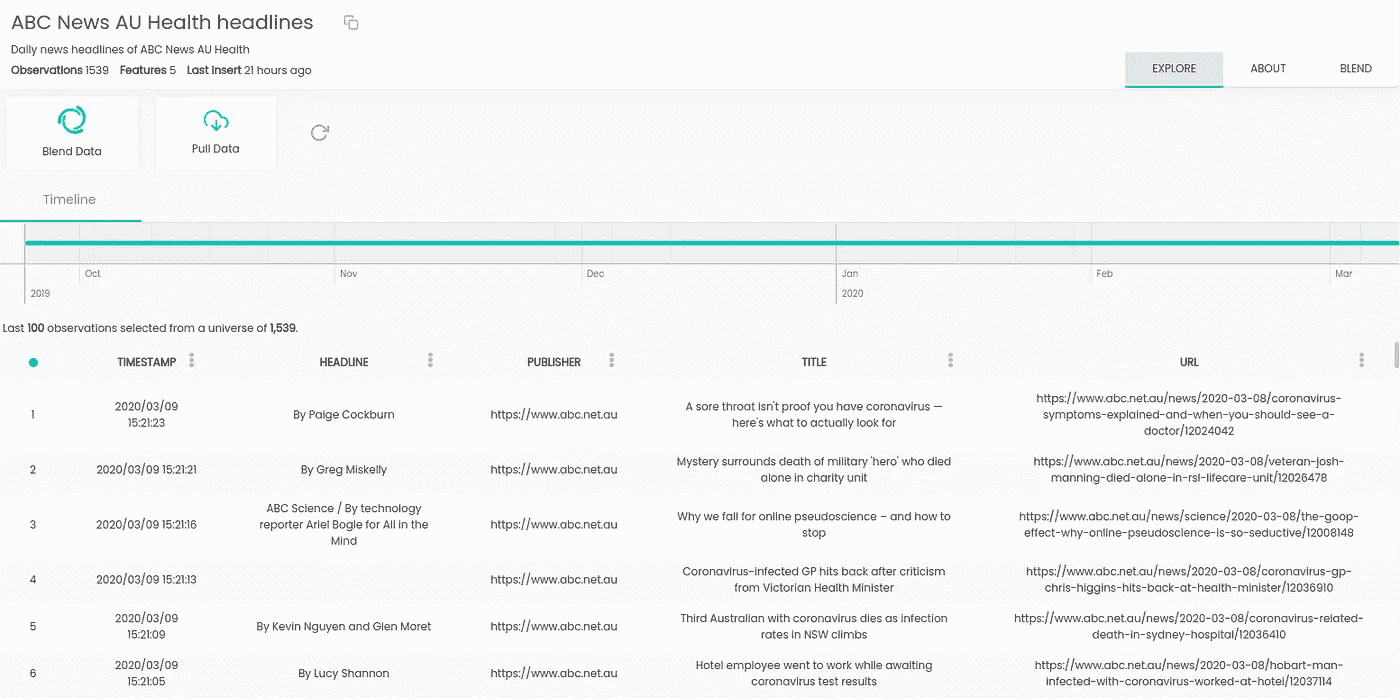 ABC News AU Health headlines
Daily news headlines of ABC News AU Health
Observations 1539 Features 5 Last insert 21 hours ago
EXPLORE ABOUT BLEND
Blend Data Pull Data
Timeline
Oct Nov Dec Jan Feb Mar
2019 2020
Last 100 observations selected from a universe of 1,539.
TIMESTAMP HEADLINE PUBLISHER TITLE URL
1 2020/03/09 15:21:23 By Paige Cockburn https://www.abc.net.au A sore throat isn't proof you have coronavirus — here's what to actually look for https://www.abc.net.au/news/2020-03-08/coronavirus-symptoms-explained-and-when-you-should-see-a-doctor/12024042
2 2020/03/09 15:21:21 By Greg Miskelly https://www.abc.net.au Mystery surrounds death of military 'hero' who died alone in charity unit https://www.abc.net.au/news/2020-03-08/veteran-josh-manning-died-alone-in-rsl-lifecare-unit/12026478
3 2020/03/09 15:21:16 ABC Science / By technology reporter Ariel Bogle for All in the Mind https://www.abc.net.au Why we fall for online pseudoscience – and how to stop https://www.abc.net.au/news/science/2020-03-08/the-goop-effect-why-online-pseudoscience-is-so-seductive/12008148
4 2020/03/09 15:21:13 https://www.abc.net.au Coronavirus-infected GP hits back after criticism from Victorian Health Minister https://www.abc.net.au/news/2020-03-08/coronavirus-gp-chris-higgins-hits-back-at-health-minister/12036910
5 2020/03/09 15:21:09 By Kevin Nguyen and Glen Moret https://www.abc.net.au Third Australian with coronavirus dies as infection rates in NSW climbs https://www.abc.net.au/news/2020-03-08/coronavirus-related-death-in-sydney-hospital/12036410
6 2020/03/09 15:21:05 By Lucy Shannon https://www.abc.net.au Hotel employee went to work while awaiting coronavirus test results https://www.abc.net.au/news/2020-03-08/hobart-man-infected-with-coronavirus-worked-at-hotel/12037114